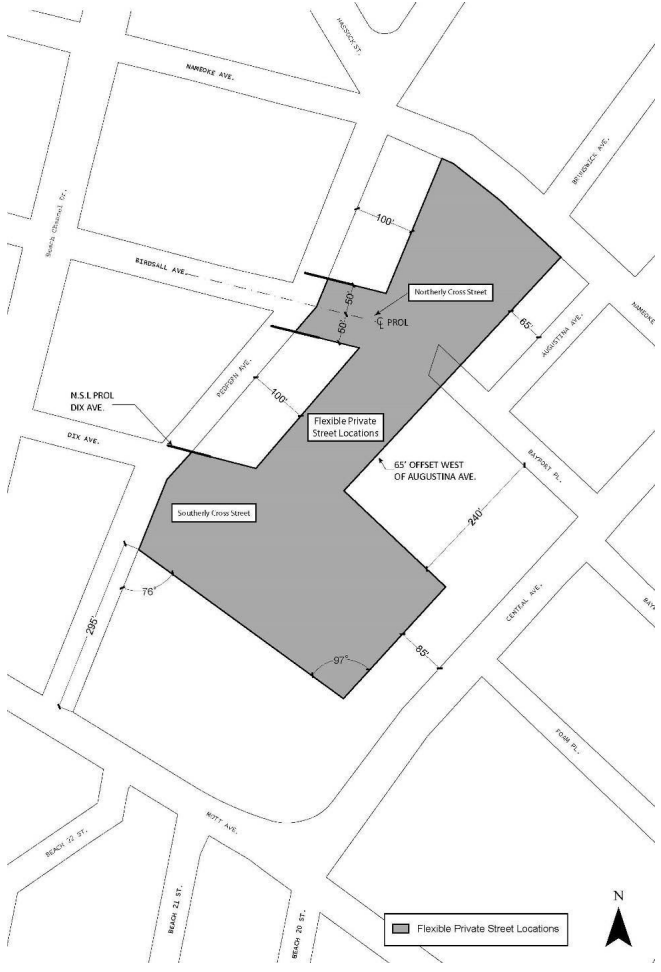 HASSOCK ST.
NAMEOKE AVE.
BRUNSWICK AVE.
Beach Channel Dr.
100'
BIRDSALL AVE.
50'
Northerly Cross Street
50'
℄ PROL
65'
NAMEOKE
AUGUSTINA AVE.
REDFERN AVE.
N.S.L PROL
DIX AVE.
100'
Flexible Private
Street Locations
DIX AVE.
65' OFFSET WEST
OF AUGUSTINA AVE.
BAYPORT PL.
Southerly Cross Street
240'
CENTRAL AVE.
76°
295'
97°
85'
FOAM PL.
MOTT AVE.
BEACH 22 ST.
BEACH 21 ST.
BEACH 20 ST.
N
Flexible Private Street Locations